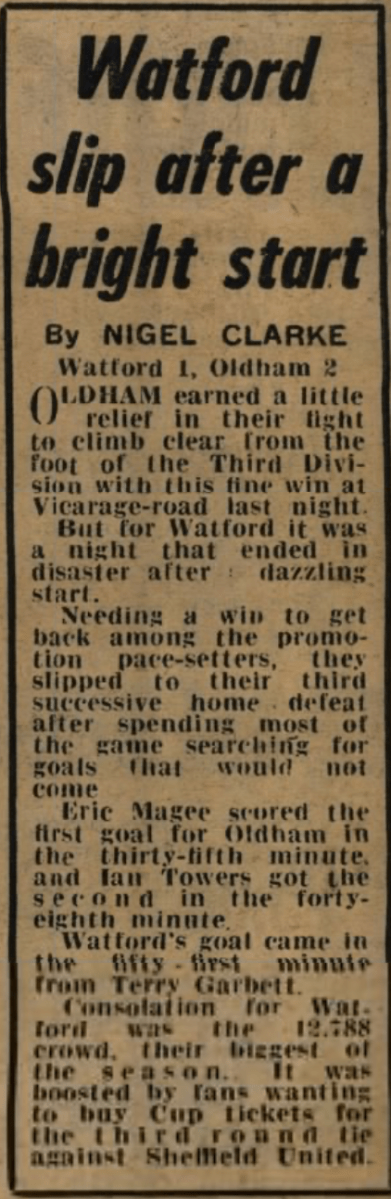 Watford
slip after a
bright start
By NIGEL CLARKE
Watford 1, Oldham 2
OLDHAM earned a little
relief in their fight
to climb clear from the
foot of the Third Divi-
sion with this fine win at
Vicarage-road last night.
But for Watford it was
a night that ended in
disaster after dazzling
start.
Needing a win to get
back among the promo-
tion pace-setters, they
slipped to their third
successive home defeat
after spending most of
the game searching for
goals that would not
come
Eric Magee scored the
first goal for Oldham in
the thirty-fifth minute,
and Ian Towers got the
second in the forty-
eighth minute.
Watford's goal came in
the fifty-first minute
from Terry Garbett.
Consolation for Wat-
ford was the 12,788
crowd, their biggest of
the season. It was
boosted by fans wanting
to buy Cup tickets for
the third round tie
against Sheffield United.